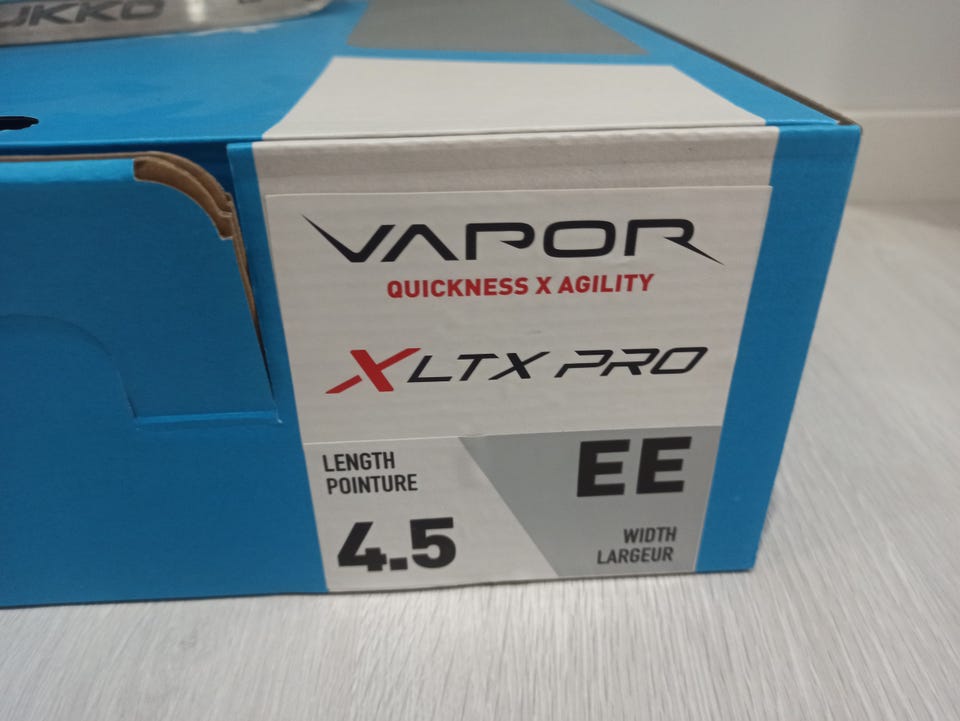 VAPOR
QUICKNESS X AGILITY
XLTX PRO
LENGTH
POINTURE
4.5
EE
WIDTH
LARGEUR